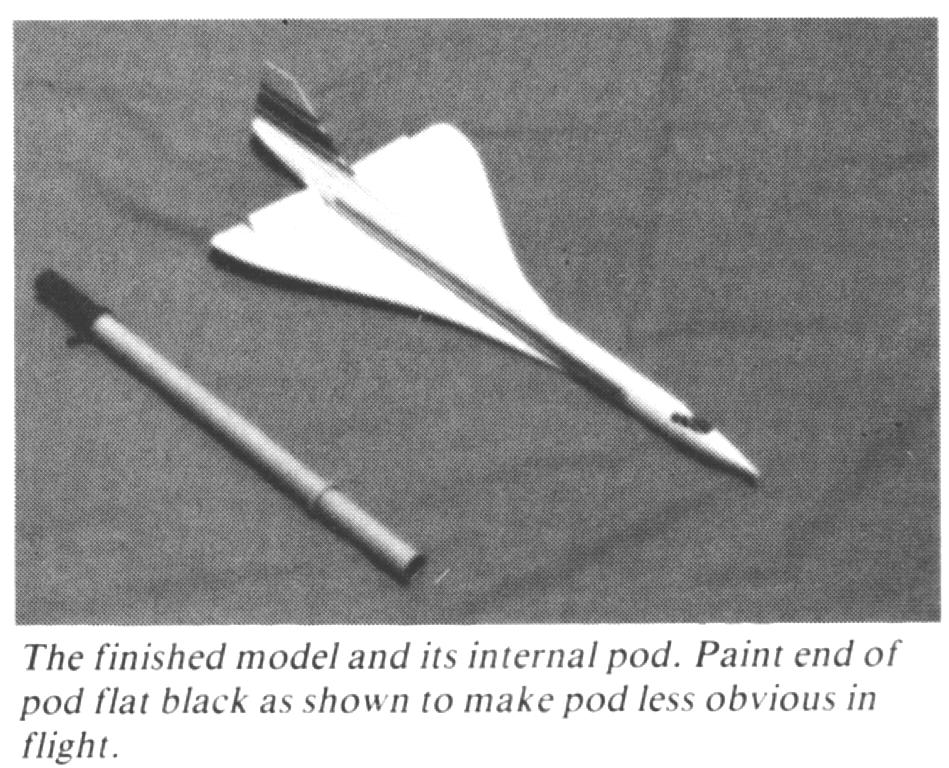 The finished model and its internal pod. Paint end of
pod flat black as shown to make pod less obvious in
flight.